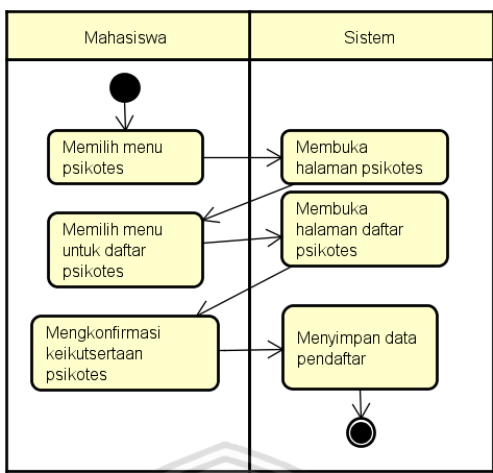 Mahasiswa
Sistem
Memilih menu
psikotes
Membuka
halaman psikotes
Memilih menu
untuk daftar
psikotes
Membuka
halaman daftar
psikotes
Mengkonfirmasi
keikutsertaan
psikotes
Menyimpan data
pendaftar